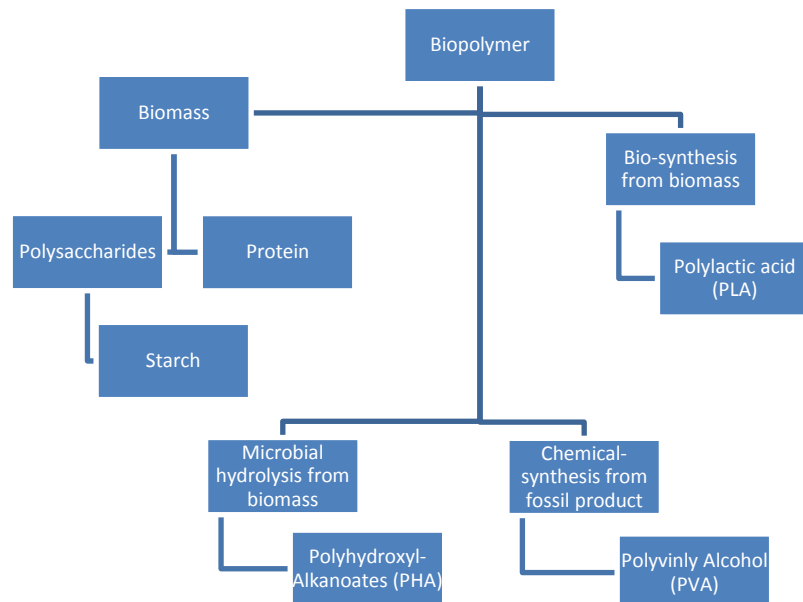 Biopolymer
Biomass
Bio-synthesis
from biomass
Polysaccharides
Protein
Polylactic acid
(PLA)
Starch
Microbial
hydrolysis from
biomass
Chemical-
synthesis from
fossil product
Polyhydroxyl-
Alkanoates (PHA)
Polyvinly Alcohol
(PVA)